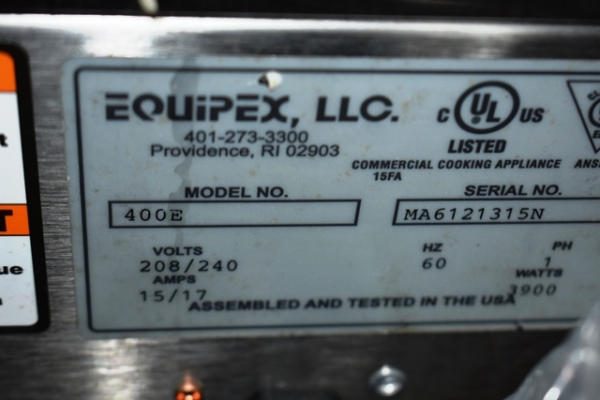 EQUIPEX, LLC.
401-273-3300
Providence, RI 02903
C UL US
LISTED
COMMERCIAL COOKING APPLIANCE
15FA
ANSI
MODEL NO.
400E
SERIAL NO.
MA6121315N
VOLTS
208/240
HZ
60
PH
1
AMPS
15/17
WATTS
3900
ASSEMBLED AND TESTED IN THE USA